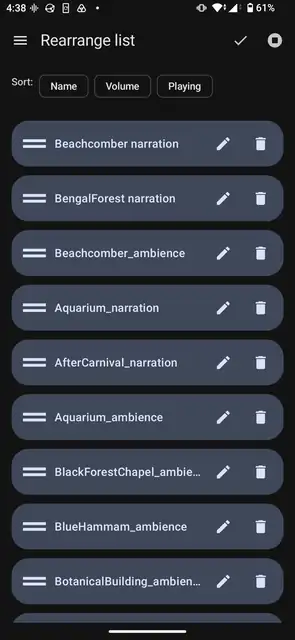 4:38
61%
Rearrange list
Sort: Name Volume Playing
Beachcomber narration
BengalForest narration
Beachcomber_ambience
Aquarium_narration
AfterCarnival_narration
Aquarium_ambience
BlackForestChapel_ambie...
BlueHammam_ambience
BotanicalBuilding_ambien...